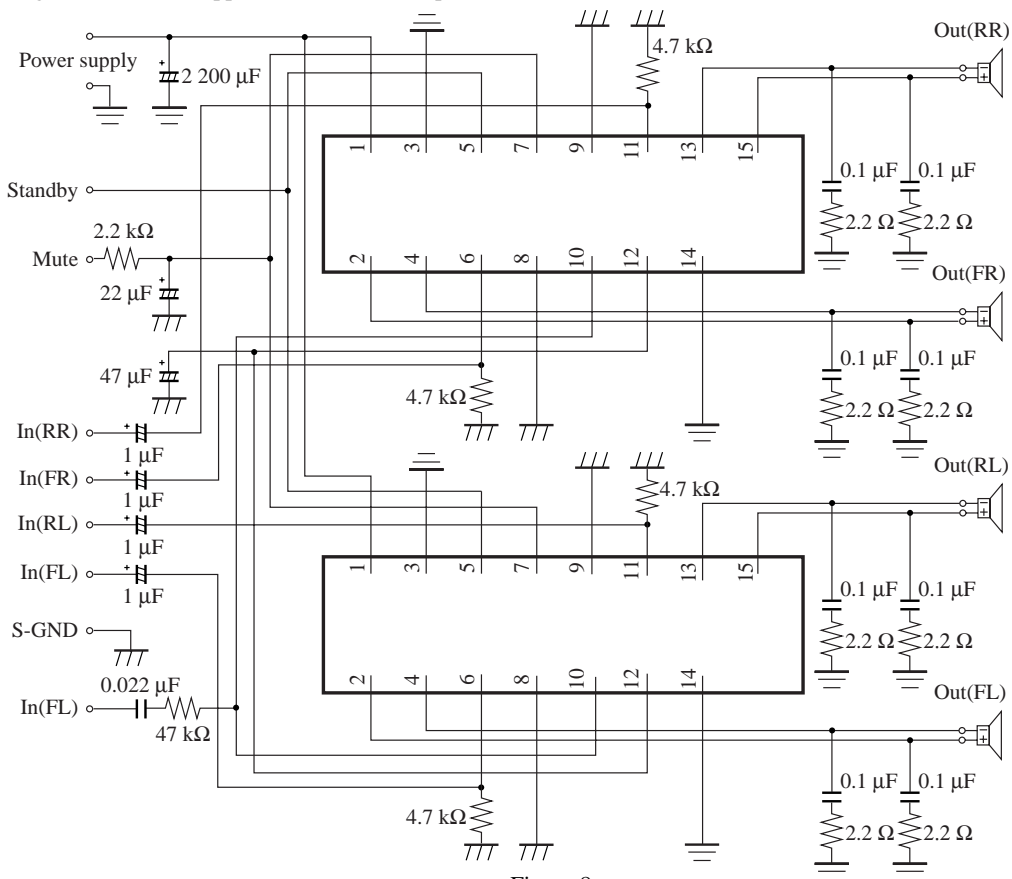 4.7 kΩ
Out(RR)
Power supply
2 200 µF
1 3 5 7 9 11 13 15
0.1 µF 0.1 µF
Standby
2.2 kΩ
2.2 Ω 2.2 Ω
Mute
2 4 6 8 10 12 14
22 µF
Out(FR)
47 µF
0.1 µF 0.1 µF
4.7 kΩ
2.2 Ω 2.2 Ω
In(RR)
1 µF
In(FR)
1 µF
Out(RL)
4.7 kΩ
In(RL)
1 µF
1 3 5 7 9 11 13 15
In(FL)
1 µF
0.1 µF 0.1 µF
S-GND
2.2 Ω 2.2 Ω
0.022 µF
2 4 6 8 10 12 14
Out(FL)
In(FL)
47 kΩ
0.1 µF 0.1 µF
4.7 kΩ
2.2 Ω 2.2 Ω